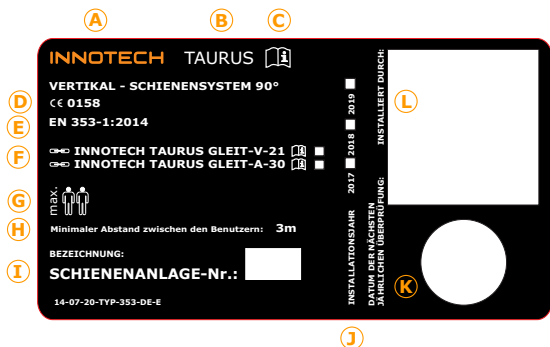 A B C
INNOTECH TAURUS
VERTIKAL - SCHIENENSYSTEM 90°
D
CE 0158
E
EN 353-1:2014
F
INNOTECH TAURUS GLEIT-V-21
INNOTECH TAURUS GLEIT-A-30
G
max.
H
Minimaler Abstand zwischen den Benutzern: 3m
I
BEZEICHNUNG:
SCHIENENANLAGE-Nr.:
14-07-20-TYP-353-DE-E
INSTALLATIONSJAHR 2017 2018 2019
J
DATUM DER NÄCHSTEN
JÄHRLICHEN ÜBERPRÜFUNG:
INSTALLIERT DURCH:
K
L